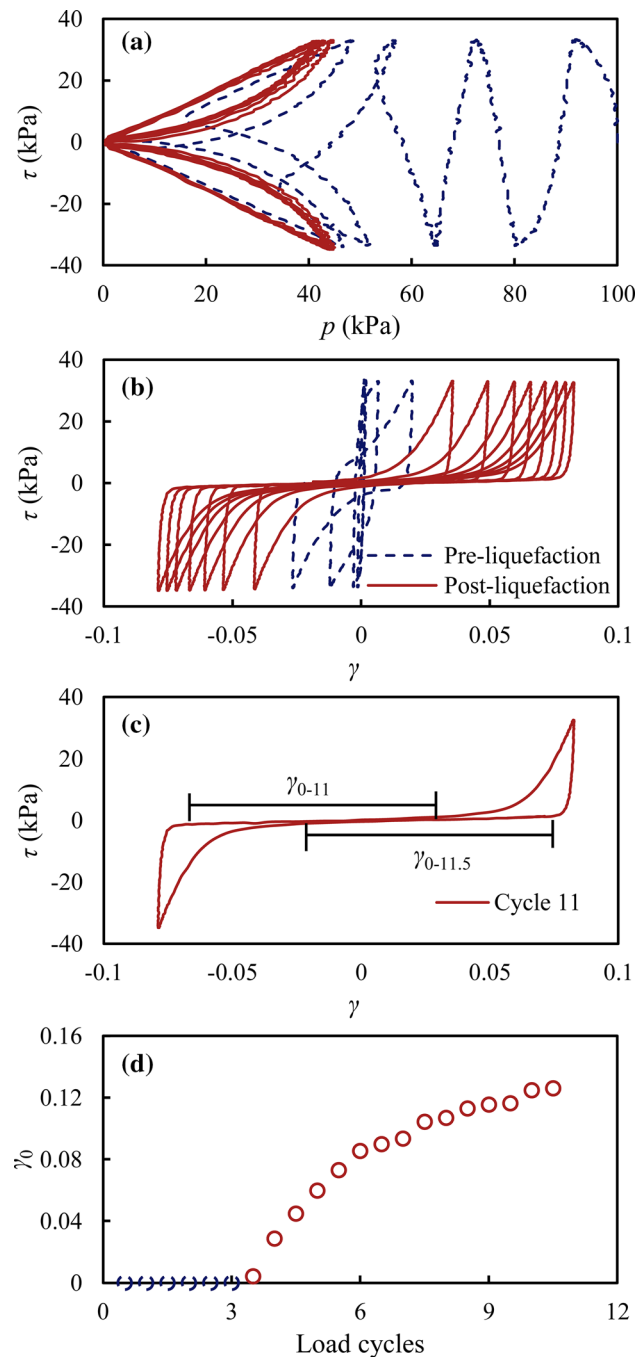 (a)
τ (kPa)
40
20
0
-20
-40
0 20 40 60 80 100
p (kPa)
(b)
τ (kPa)
40
20
0
-20
-40
Pre-liquefaction
Post-liquefaction
-0.1 -0.05 0 0.05 0.1
γ
(c)
τ (kPa)
40
20
0
-20
-40
γ0-11
γ0-11.5
Cycle 11
-0.1 -0.05 0 0.05 0.1
γ
(d)
γ0
0.16
0.12
0.08
0.04
0
0 3 6 9 12
Load cycles